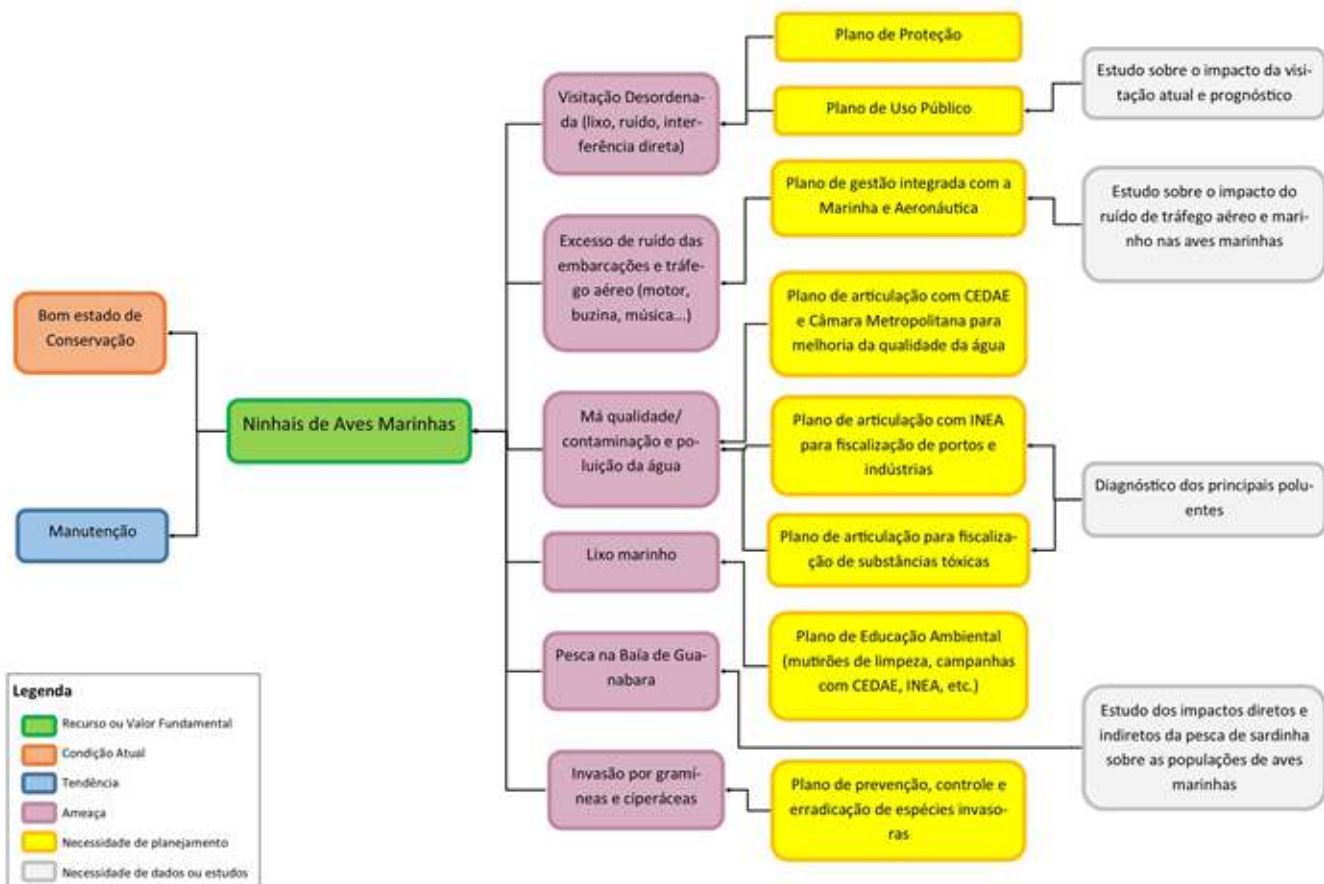 Bom estado de
Conservação
Manutenção
Ninhais de Aves Marinhas
Visitação Desordena-
da (lixo, ruído, inter-
ferência direta)
Excesso de ruído das
embarcações e tráfe-
go aéreo (motor,
buzina, música...)
Má qualidade/
contaminação e po-
luição da água
Lixo marinho
Pesca na Baía de Gua-
nabara
Invasão por gramí-
neas e ciperáceas
Plano de Proteção
Plano de Uso Público
Plano de gestão integrada com a
Marinha e Aeronáutica
Plano de articulação com CEDAE
e Câmara Metropolitana para
melhoria da qualidade da água
Plano de articulação com INEA
para fiscalização de portos e
indústrias
Plano de articulação para fiscaliza-
ção de substâncias tóxicas
Plano de Educação Ambiental
(mutirões de limpeza, campanhas
com CEDAE, INEA, etc.)
Plano de prevenção, controle e
erradicação de espécies invaso-
ras
Estudo sobre o impacto da visi-
tação atual e prognóstico
Estudo sobre o impacto do
ruído de tráfego aéreo e mari-
nho nas aves marinhas
Diagnóstico dos principais polu-
entes
Estudo dos impactos diretos e
indiretos da pesca de sardinha
sobre as populações de aves
marinhas
Legenda
Recurso ou Valor Fundamental
Condição Atual
Tendência
Ameaça
Necessidade de planejamento
Necessidade de dados ou estudos